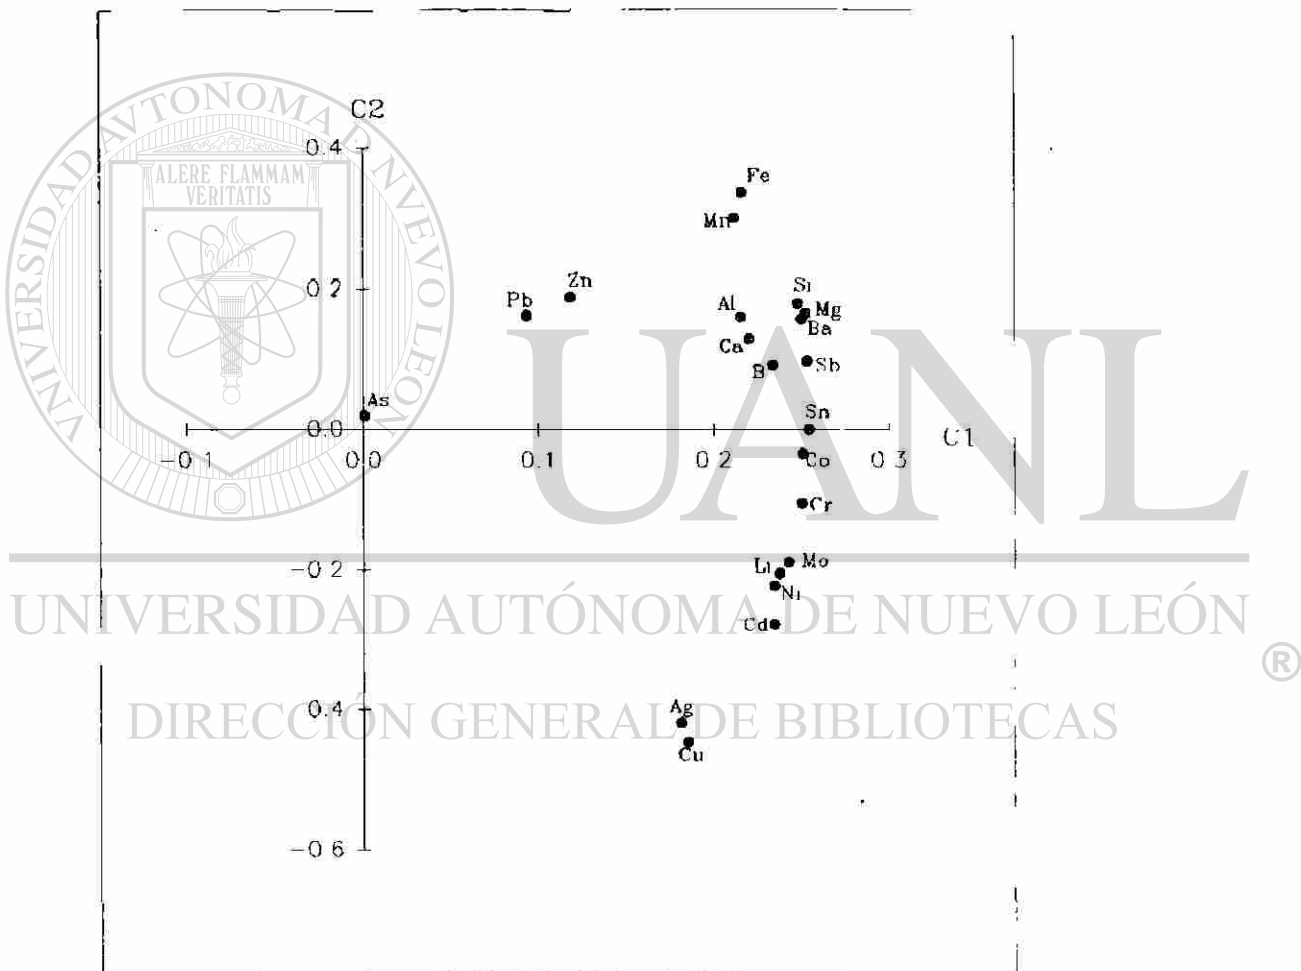 UNIVERSIDAD AUTONOMA DE NUEVO LEON
ALERE FLAMMAM
VERITATIS
C2
0.4
Fe
Mn
0.2
Zn
Pb
Si
Al
Mg
Ba
Ca
B
Sb
As
Sn
0.0
C1
-0.1
0.0
0.1
0.2
0.3
Co
Cr
UANL
-0.2
Li
Mo
Ni
Cd
UNIVERSIDAD AUTÓNOMA DE NUEVO LEÓN
®
0.4
Ag
DIRECCIÓN GENERAL DE BIBLIOTECAS
Cu
-0.6